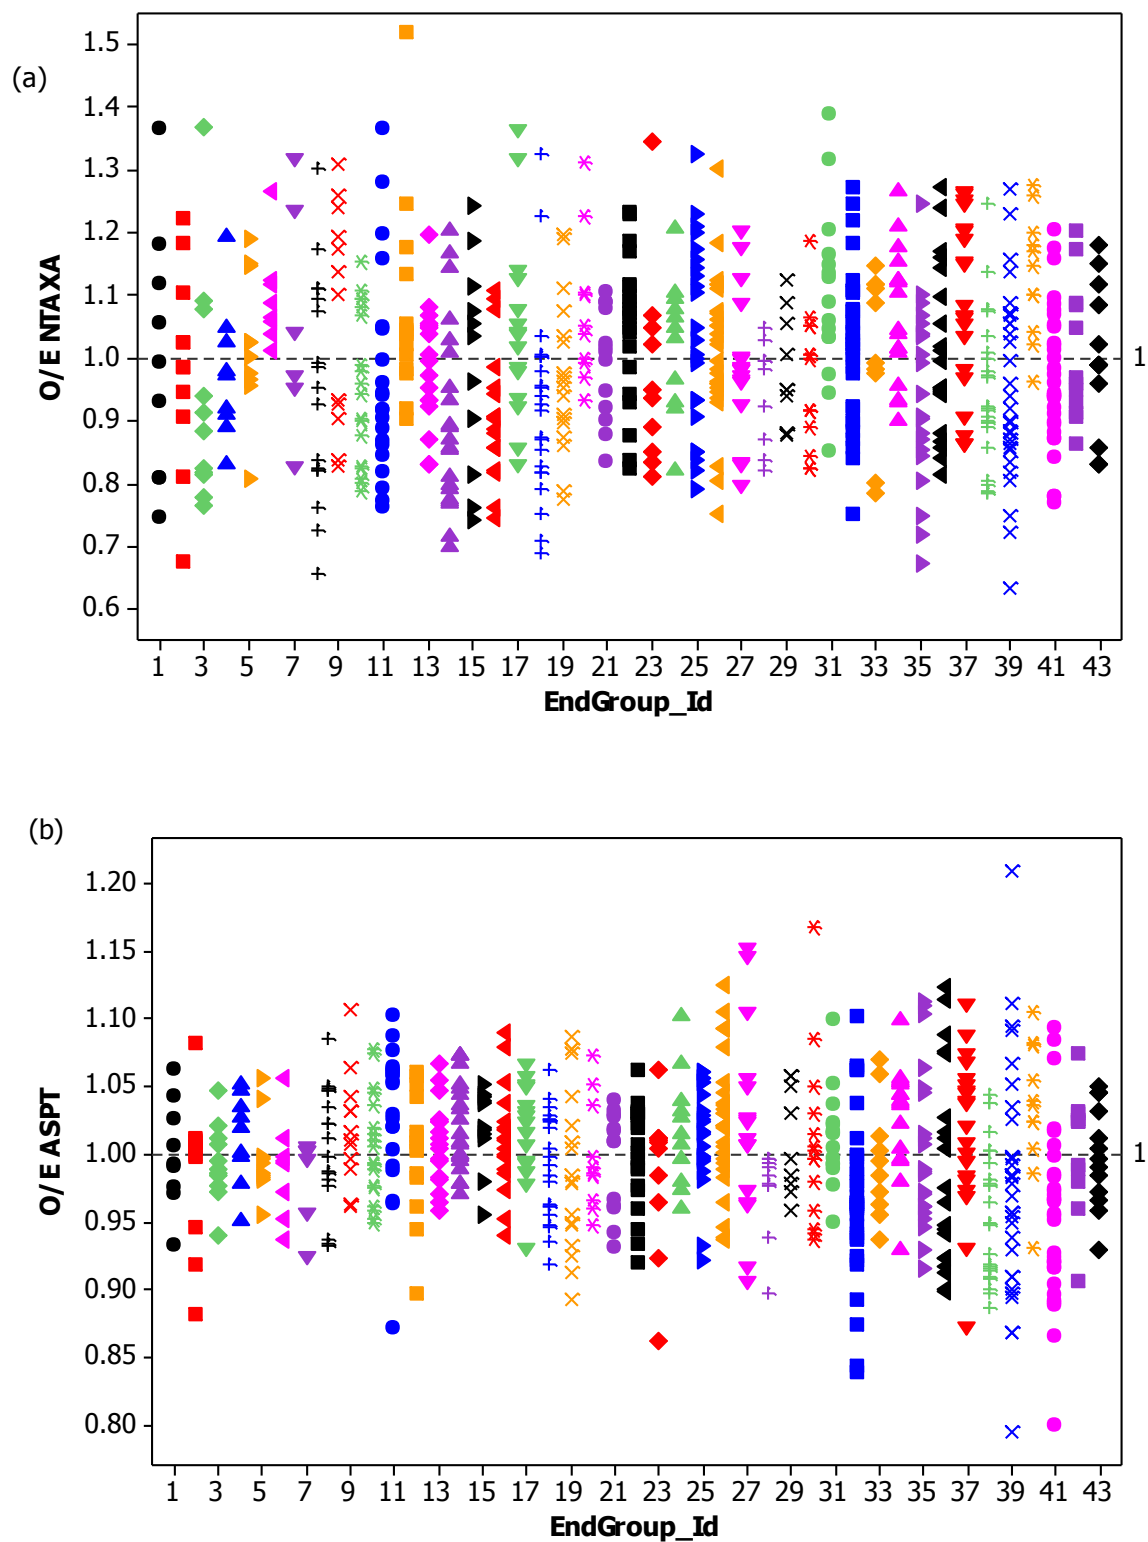 (a)
O/E NTAXA
1.5
1.4
1.3
1.2
1.1
1.0
0.9
0.8
0.7
0.6
1
1 3 5 7 9 11 13 15 17 19 21 23 25 27 29 31 33 35 37 39 41 43
EndGroup_Id
(b)
O/E ASPT
1.20
1.15
1.10
1.05
1.00
0.95
0.90
0.85
0.80
1
1 3 5 7 9 11 13 15 17 19 21 23 25 27 29 31 33 35 37 39 41 43
EndGroup_Id